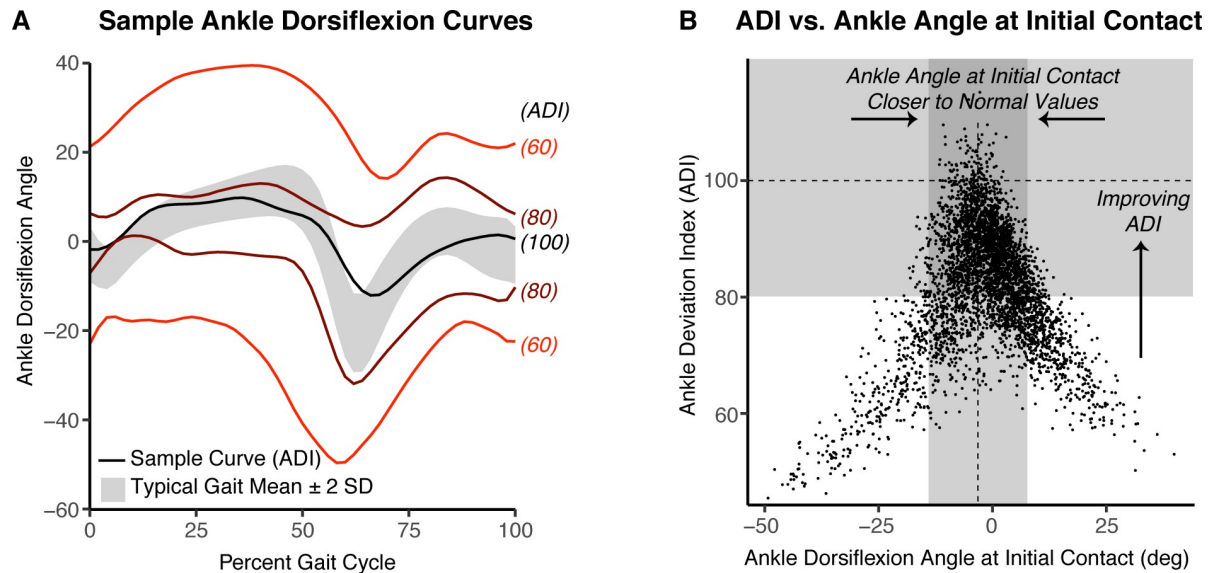 A Sample Ankle Dorsiflexion Curves
40
20
0
−20
−40
−60
Ankle Dorsiflexion Angle
(ADI)
(60)
(80)
(100)
(80)
(60)
Sample Curve (ADI)
Typical Gait Mean ± 2 SD
0 25 50 75 100
Percent Gait Cycle
B ADI vs. Ankle Angle at Initial Contact
Ankle Angle at Initial Contact
Closer to Normal Values
Improving
ADI
100
80
60
Ankle Deviation Index (ADI)
−50 −25 0 25
Ankle Dorsiflexion Angle at Initial Contact (deg)